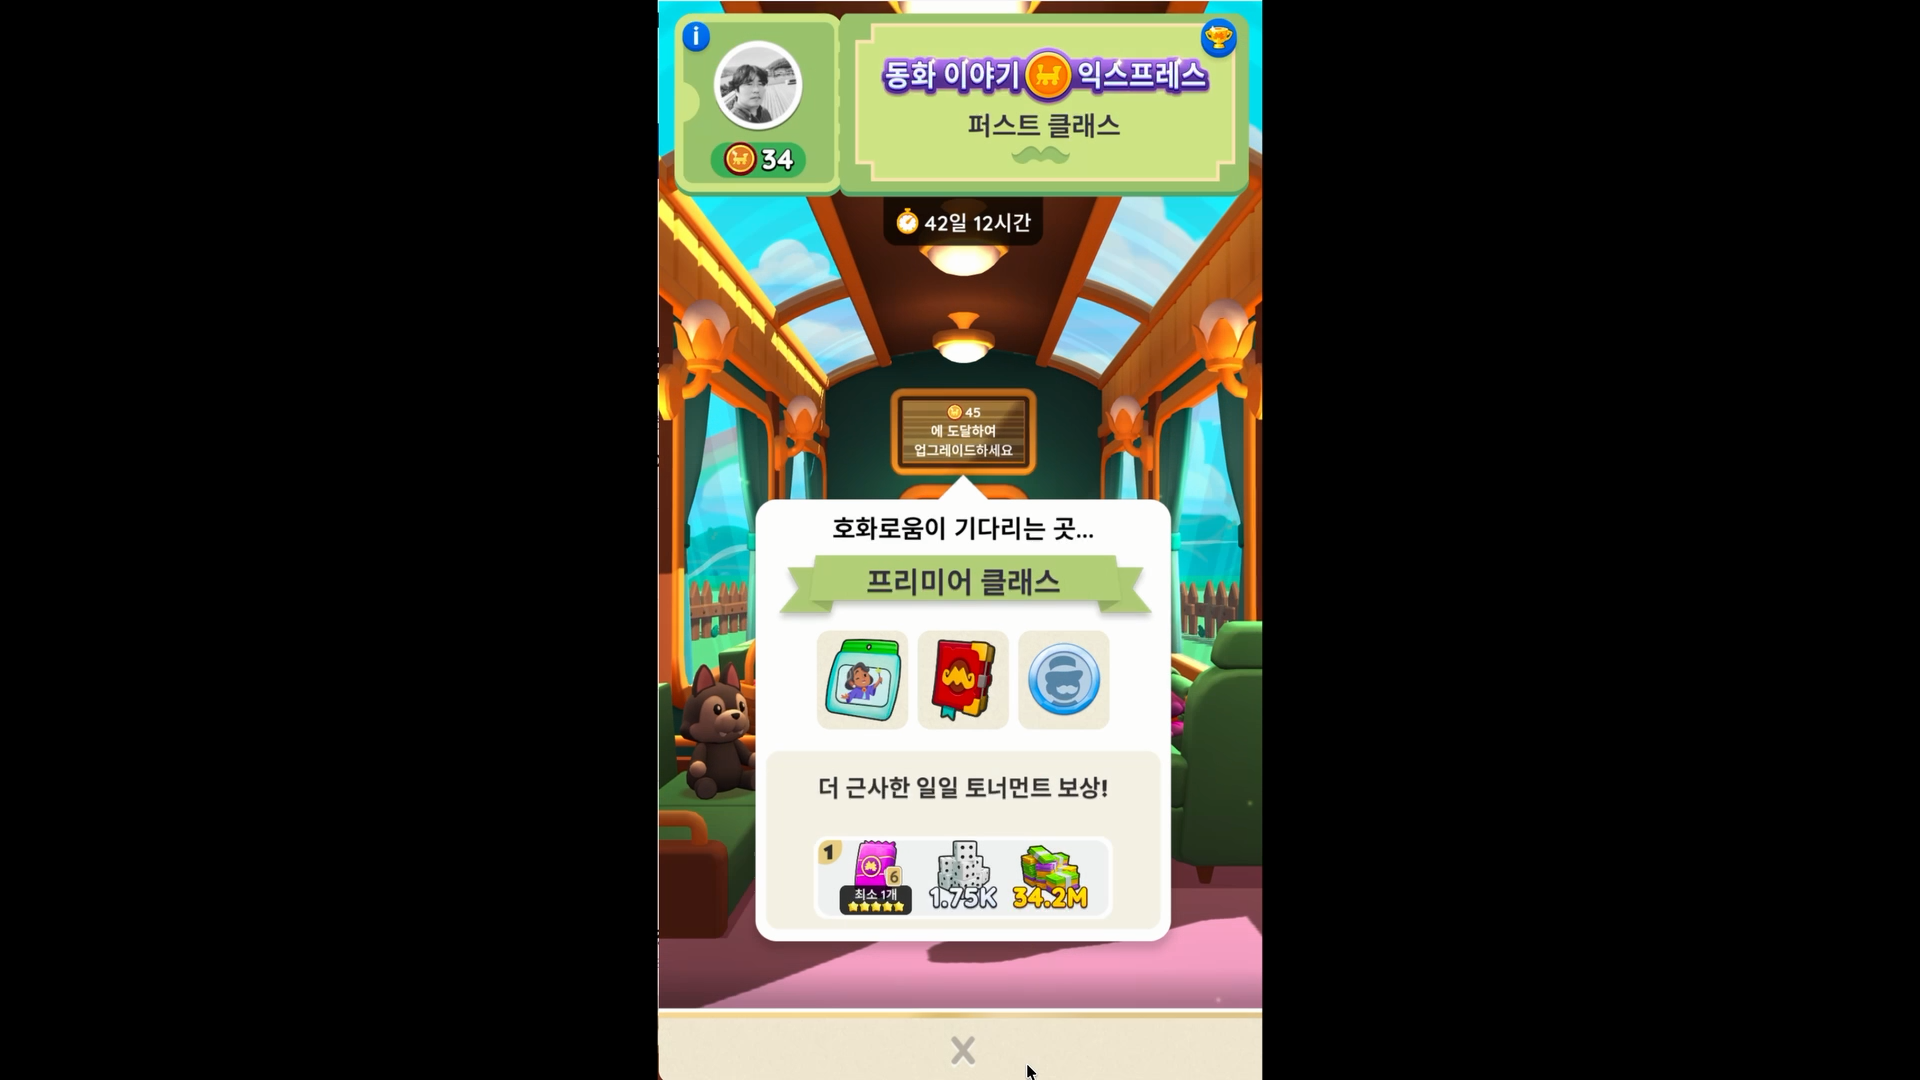 동화 이야기 익스프레스
퍼스트 클래스
34
42일 12시간
45
에 도달하여
업그레이드하세요
호화로움이 기다리는 곳...
프리미어 클래스
더 근사한 일일 토너먼트 보상!
1
6
최소 1개
1.75K
34.2M
X